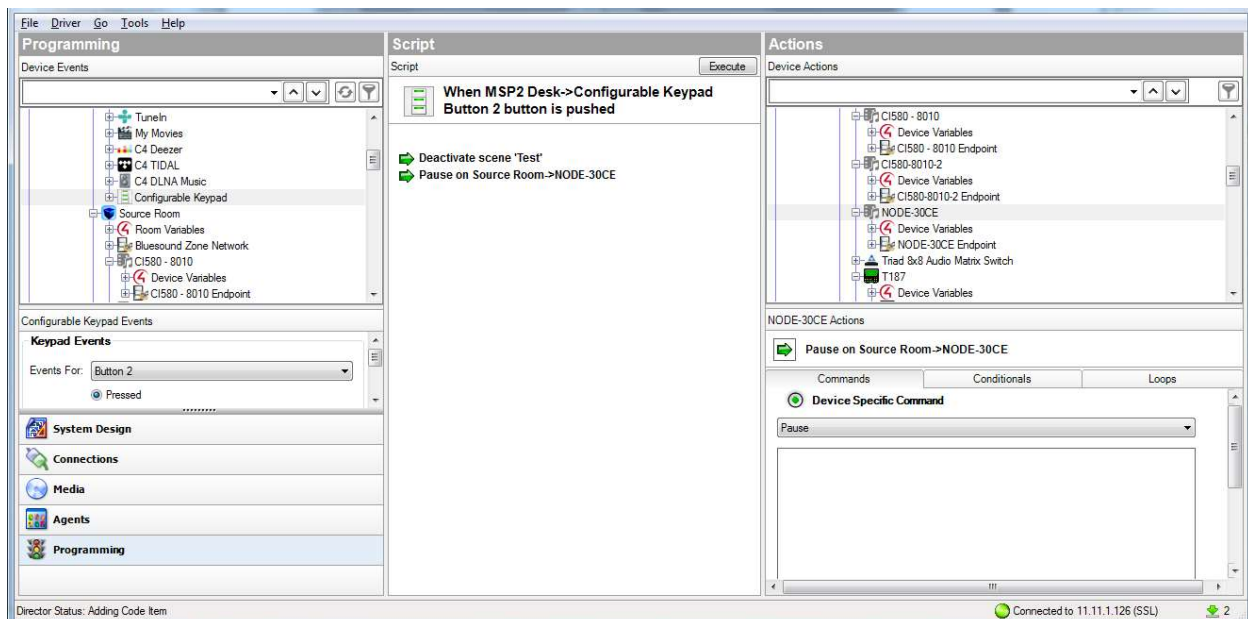 File Driver Go Tools Help
Programming
Device Events
TuneIn
My Movies
C4 Deezer
C4 TIDAL
C4 DLNA Music
Configurable Keypad
Source Room
Room Variables
Bluesound Zone Network
CI580 - 8010
Device Variables
CI580 - 8010 Endpoint
Configurable Keypad Events
Keypad Events
Events For: Button 2
Pressed
System Design
Connections
Media
Agents
Programming
Script
Script Execute
When MSP2 Desk->Configurable Keypad
Button 2 button is pushed
Deactivate scene 'Test'
Pause on Source Room->NODE-30CE
Actions
Device Actions
CI580 - 8010
Device Variables
CI580 - 8010 Endpoint
CI580-8010-2
Device Variables
CI580-8010-2 Endpoint
NODE-30CE
Device Variables
NODE-30CE Endpoint
Triad 8x8 Audio Matrix Switch
T187
Device Variables
NODE-30CE Actions
Pause on Source Room->NODE-30CE
Commands Conditionals Loops
Device Specific Command
Pause
Director Status: Adding Code Item
Connected to 11.11.1.126 (SSL) 2